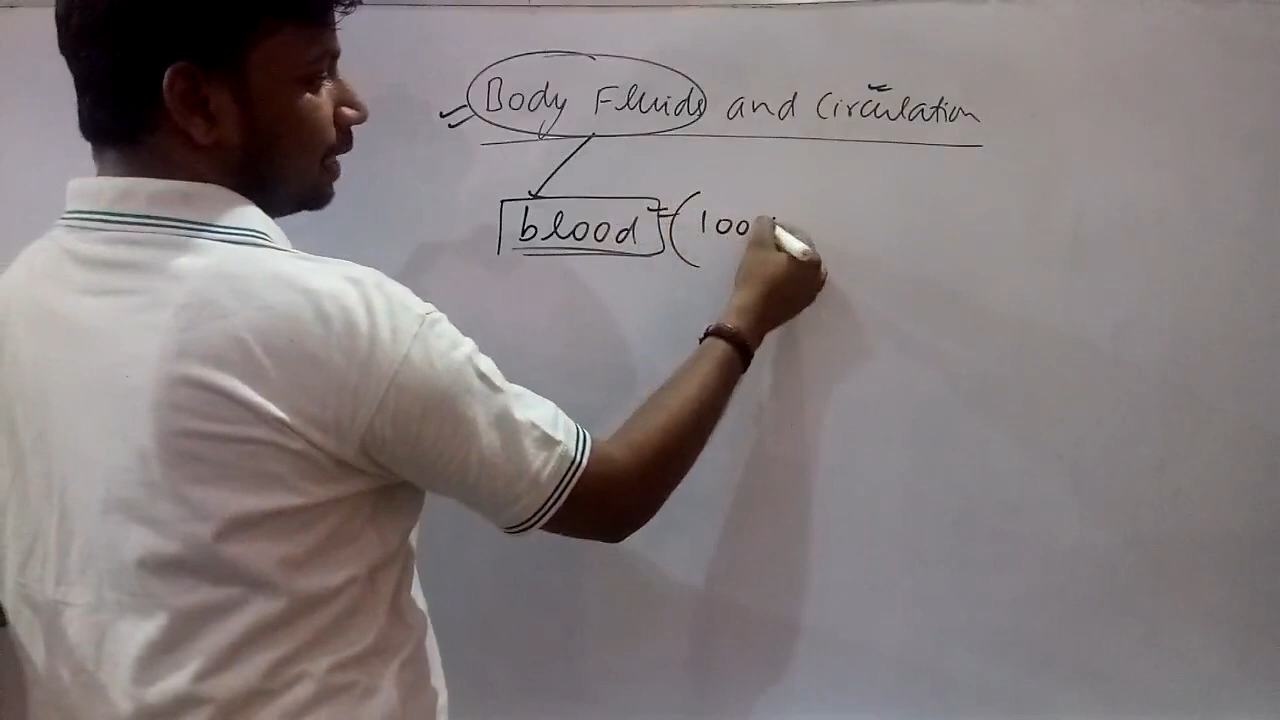 Body Fluids and Circulation
blood = (100